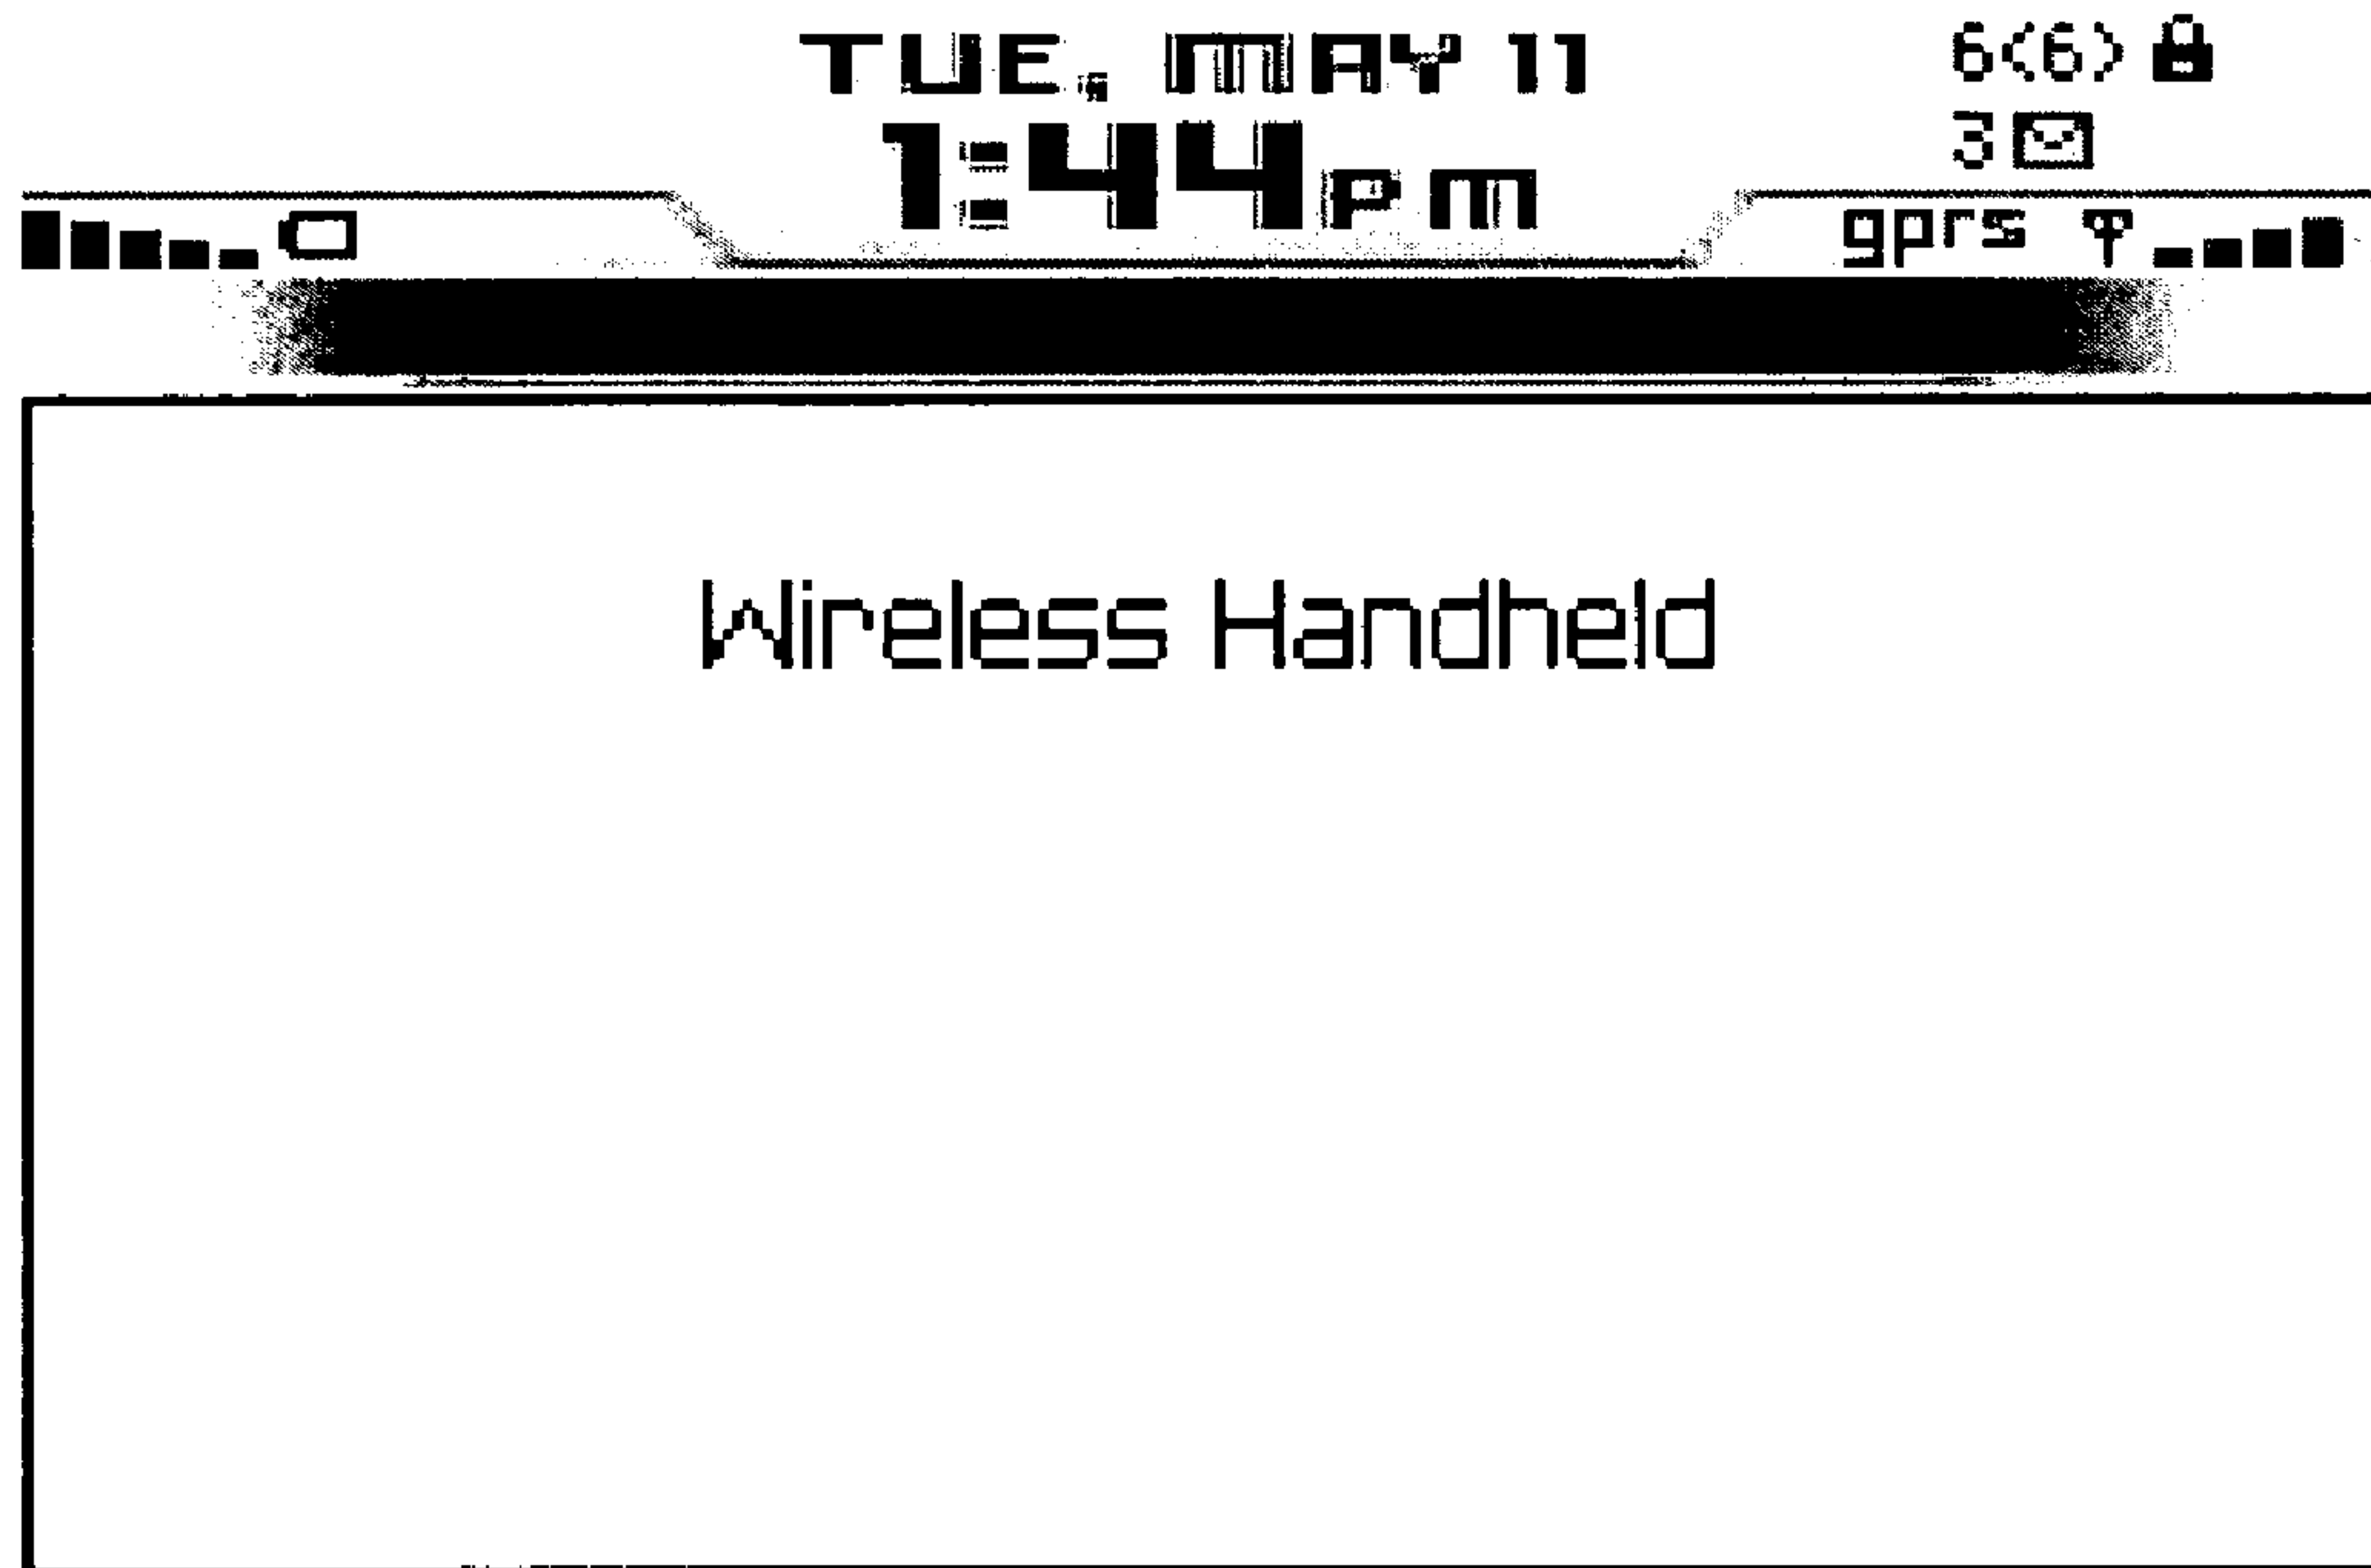 TUE, MAY 11
6(6)
1:44pm
3
gprs
Wireless Handheld